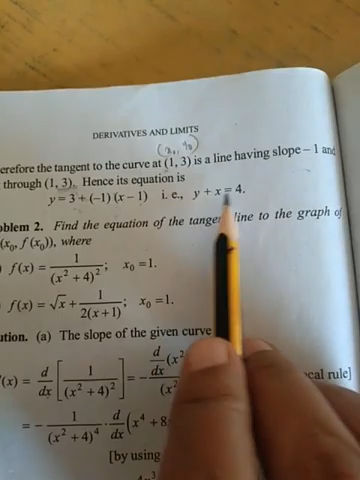 DERIVATIVES AND LIMITS
(x₀, y₀)
erefore the tangent to the curve at (1, 3) is a line having slope – 1 and
through (1, 3). Hence its equation is
y = 3 + (–1) (x – 1) i. e., y + x = 4.
blem 2. Find the equation of the tangent line to the graph of
(x₀, f (x₀)), where
f(x) = 1/(x² + 4)²; x₀ = 1.
f(x) = √x + 1/(2(x+1)); x₀ = 1.
ution. (a) The slope of the given curve
(x) = d/dx [1/(x² + 4)²] = – d/dx (x² / (x² cal rule]
= – 1/(x² + 4)⁴ · d/dx (x⁴ + 8
[by using